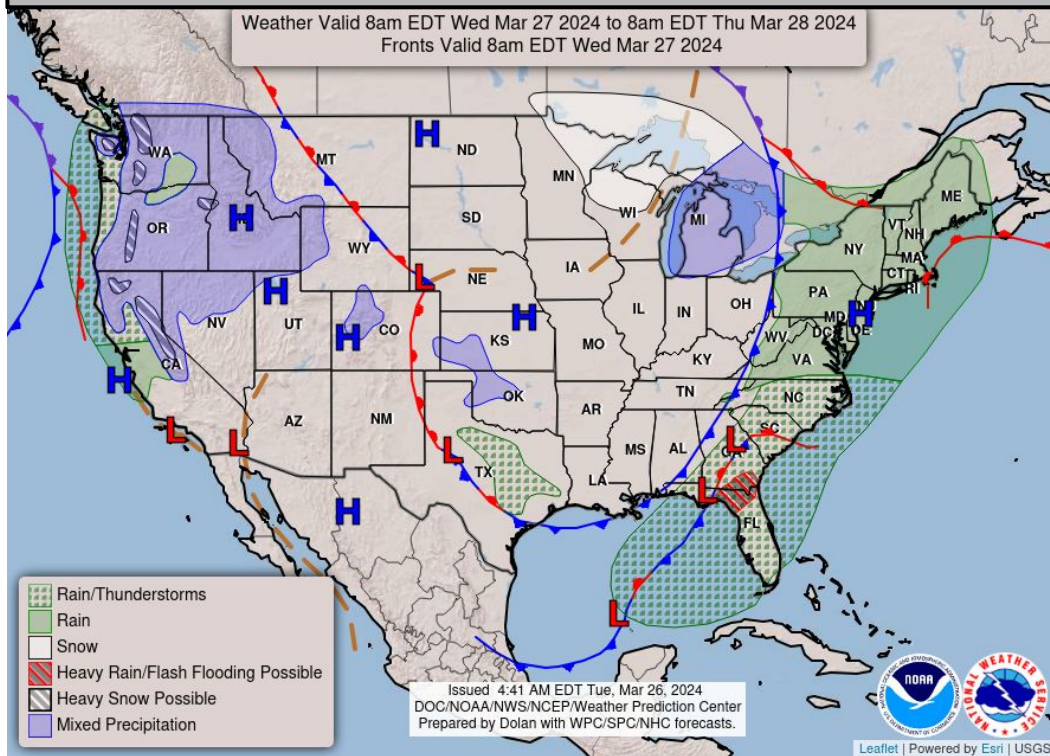 Weather Valid 8am EDT Wed Mar 27 2024 to 8am EDT Thu Mar 28 2024
Fronts Valid 8am EDT Wed Mar 27 2024
WA
MT
ND
MN
ME
OR
H
H
SD
WI
MI
VT
NH
NY
MA
CT
RI
WY
L
NE
IA
PA
H
NV
H
UT
H
CO
H
KS
IL
IN
OH
WV
MD
DC
DE
H
VA
MO
KY
CA
H
L
L
AZ
NM
OK
AR
TN
NC
SC
L
TX
L
MS
AL
GA
LA
L
FL
H
L
Rain/Thunderstorms
Rain
Snow
Heavy Rain/Flash Flooding Possible
Heavy Snow Possible
Mixed Precipitation
Issued 4:41 AM EDT Tue, Mar 26, 2024
DOC/NOAA/NWS/NCEP/Weather Prediction Center
Prepared by Dolan with WPC/SPC/NHC forecasts.
NOAA
NATIONAL WEATHER SERVICE
Leaflet | Powered by Esri | USGS